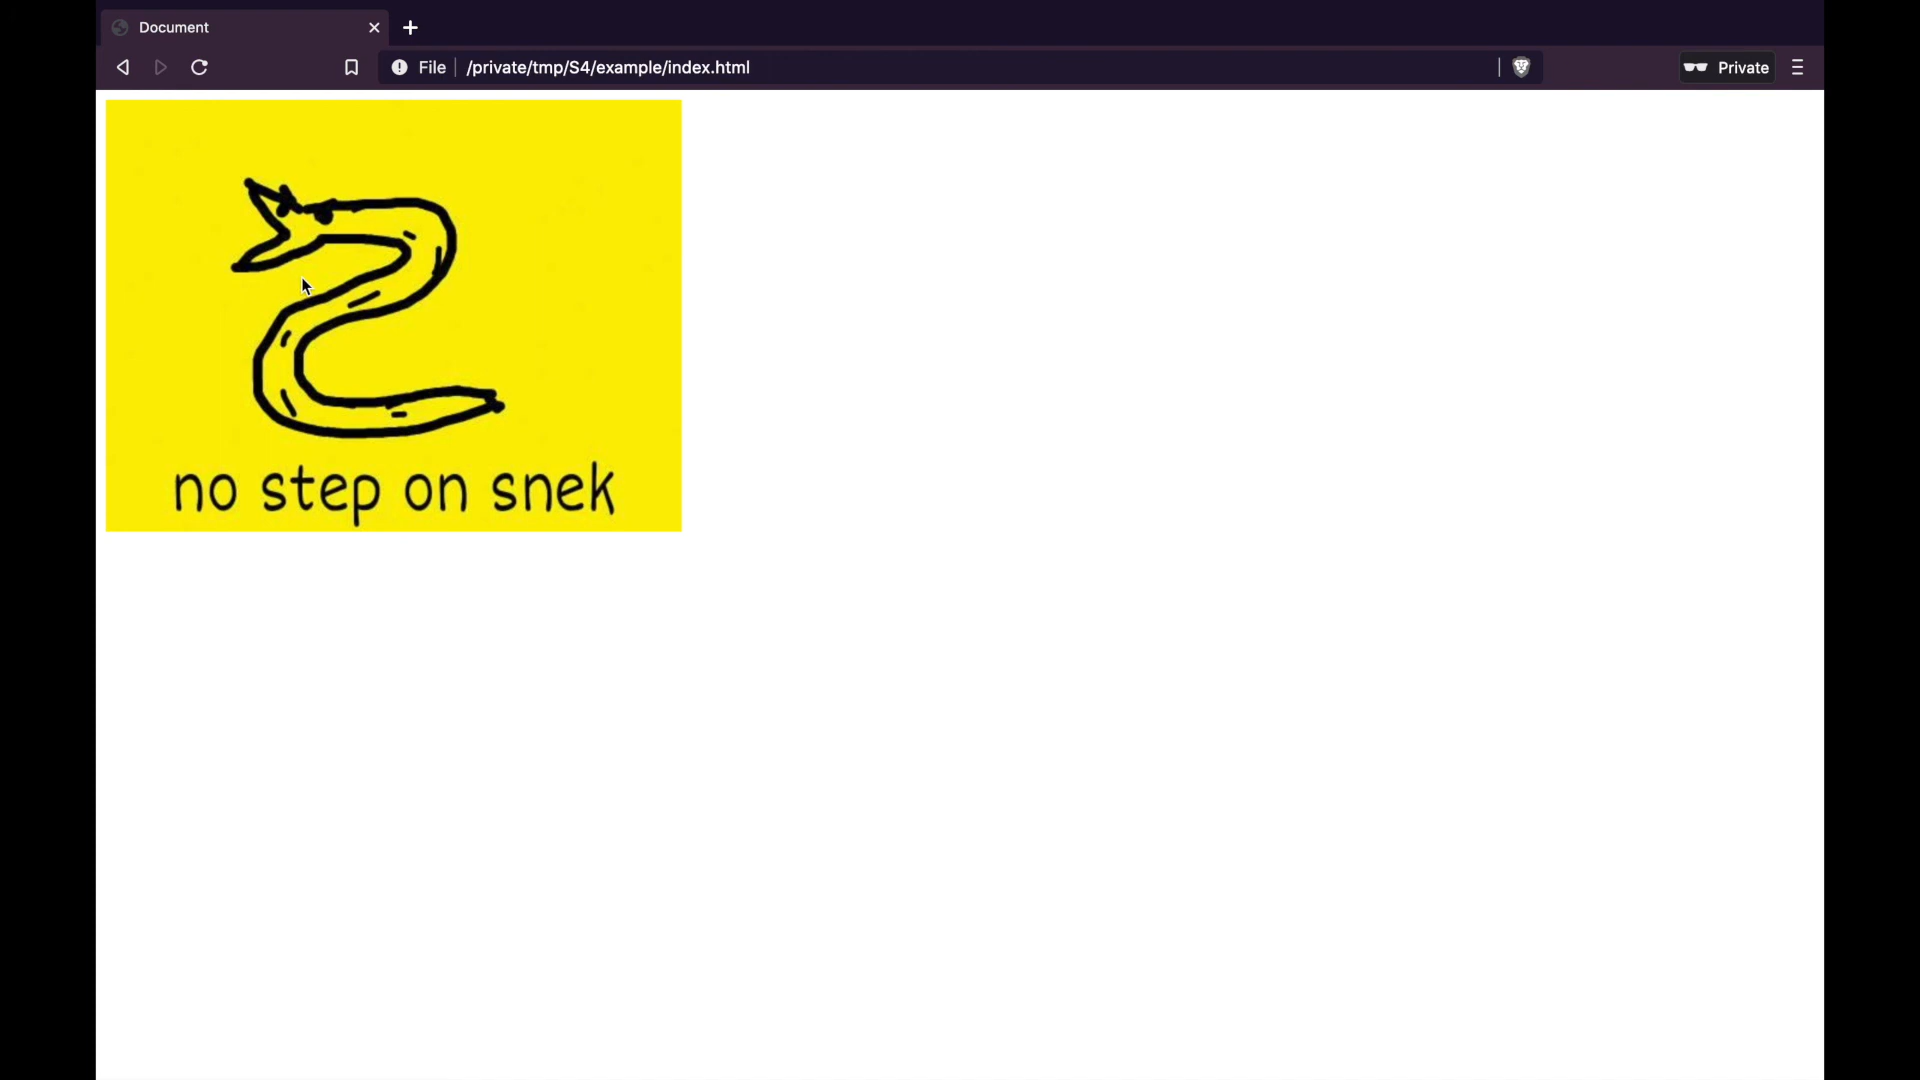 Document
File
/private/tmp/S4/example/index.html
Private
no step on snek